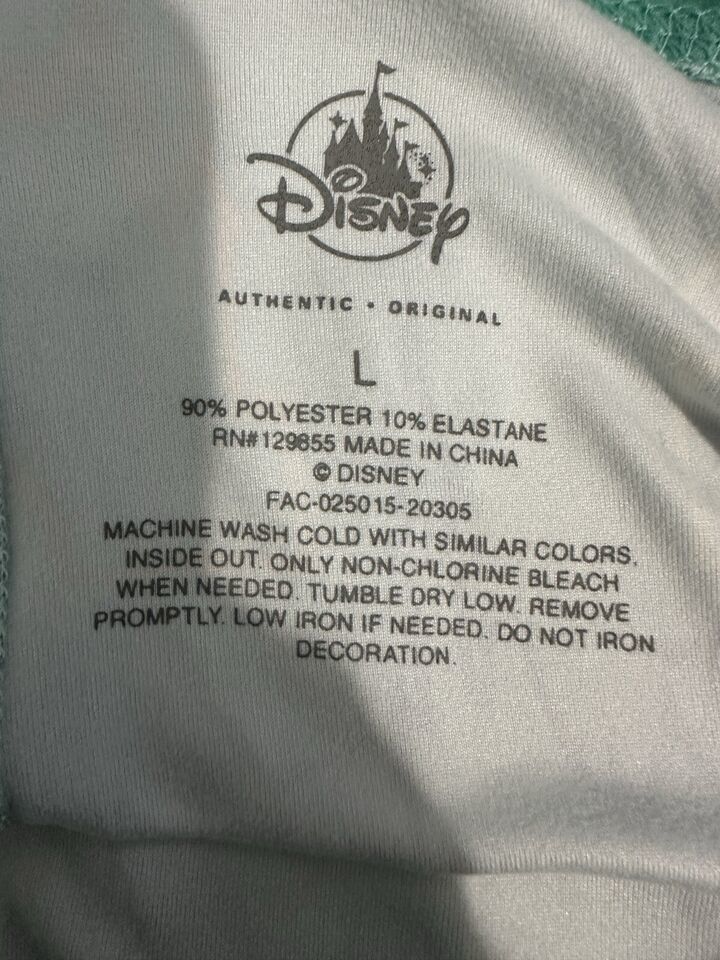 Disney
AUTHENTIC • ORIGINAL
L
90% POLYESTER 10% ELASTANE
RN#129855 MADE IN CHINA
© DISNEY
FAC-025015-20305
MACHINE WASH COLD WITH SIMILAR COLORS.
INSIDE OUT. ONLY NON-CHLORINE BLEACH
WHEN NEEDED. TUMBLE DRY LOW. REMOVE
PROMPTLY. LOW IRON IF NEEDED. DO NOT IRON
DECORATION.